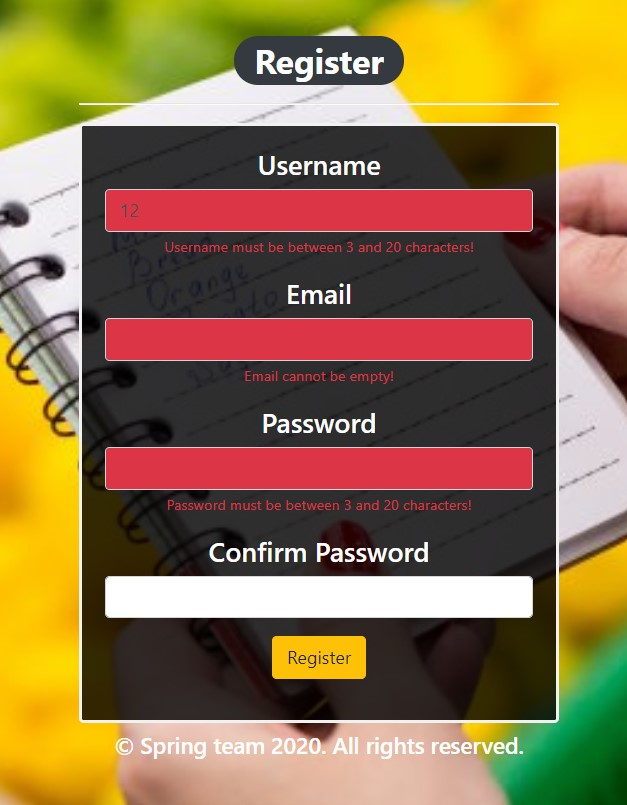 Register
Username
12
Username must be between 3 and 20 characters!
Email
Email cannot be empty!
Password
Password must be between 3 and 20 characters!
Confirm Password
Register
© Spring team 2020. All rights reserved.